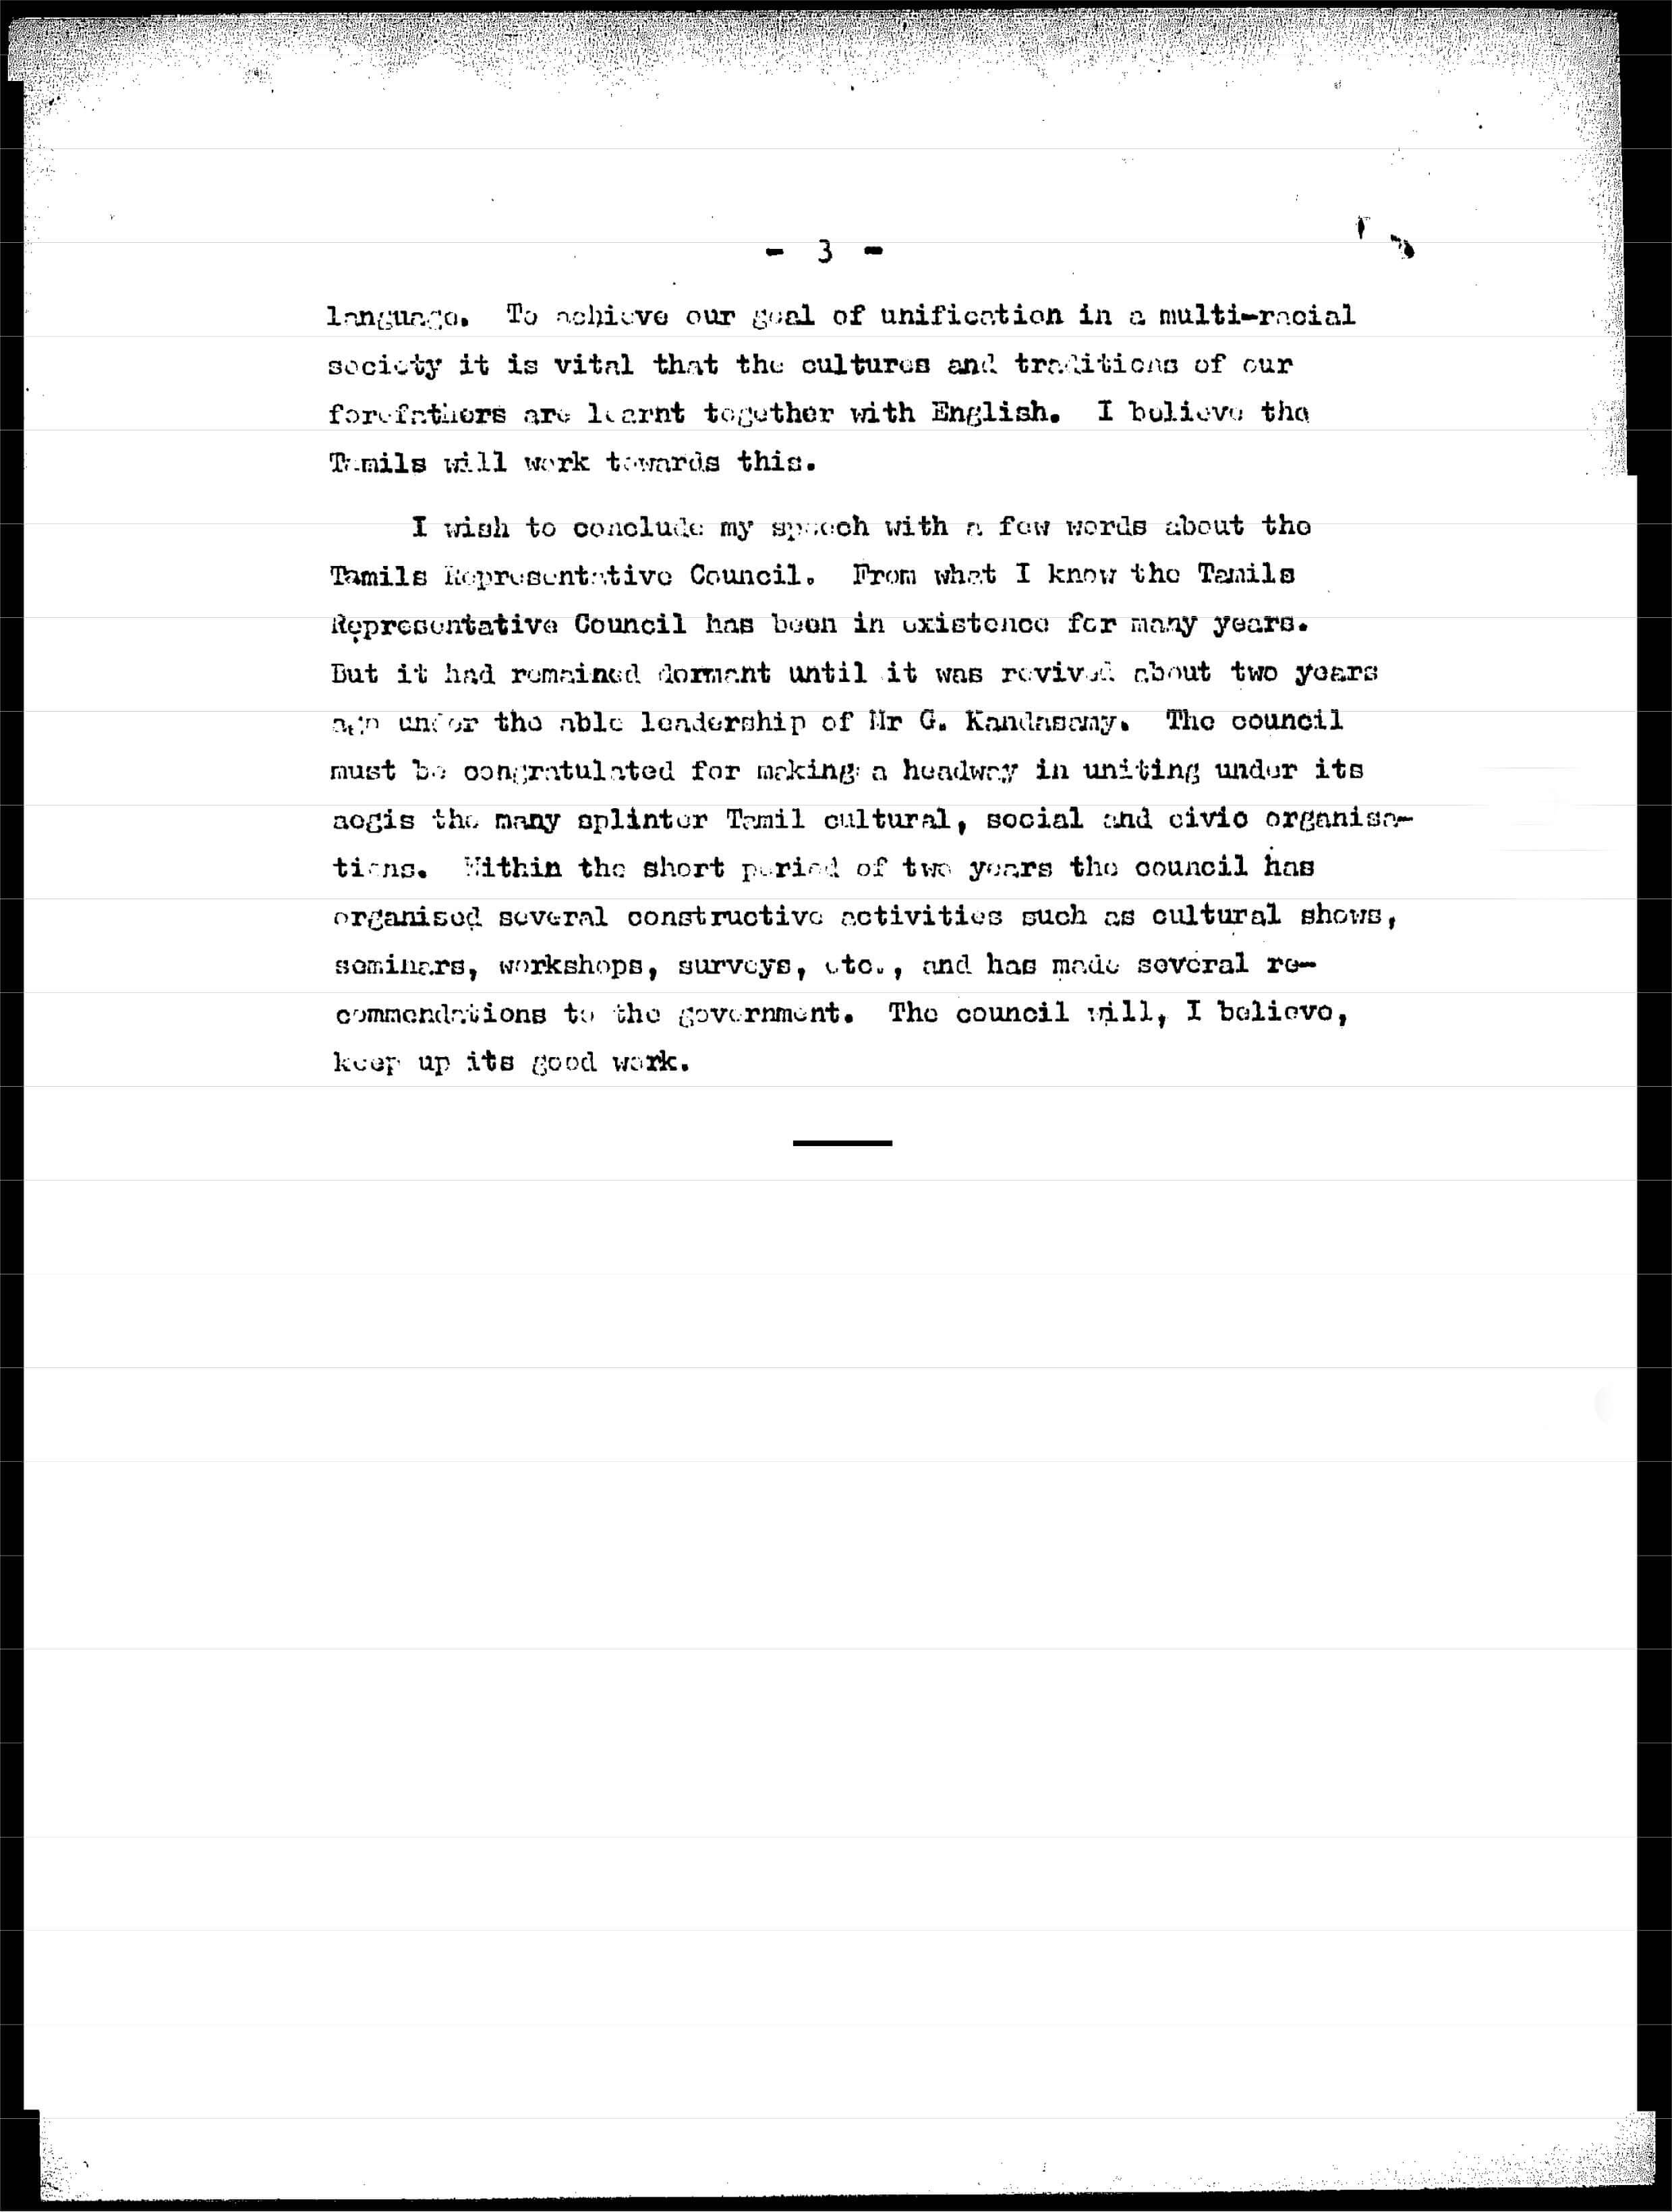 - 3 -
language. To achieve our goal of unification in a multi-racial
society it is vital that the cultures and traditions of our
forefathers are learnt together with English. I believe the
Tamils will work towards this.
I wish to conclude my speech with a few words about the
Tamils Representative Council. From what I know the Tamils
Representative Council has been in existence for many years.
But it had remained dormant until it was revived about two years
ago under the able leadership of Mr G. Kandasamy. The council
must be congratulated for making a headway in uniting under its
aegis the many splinter Tamil cultural, social and civic organisa-
tions. Within the short period of two years the council has
organised several constructive activities such as cultural shows,
seminars, workshops, surveys, etc., and has made several re-
commendations to the government. The council will, I believe,
keep up its good work.